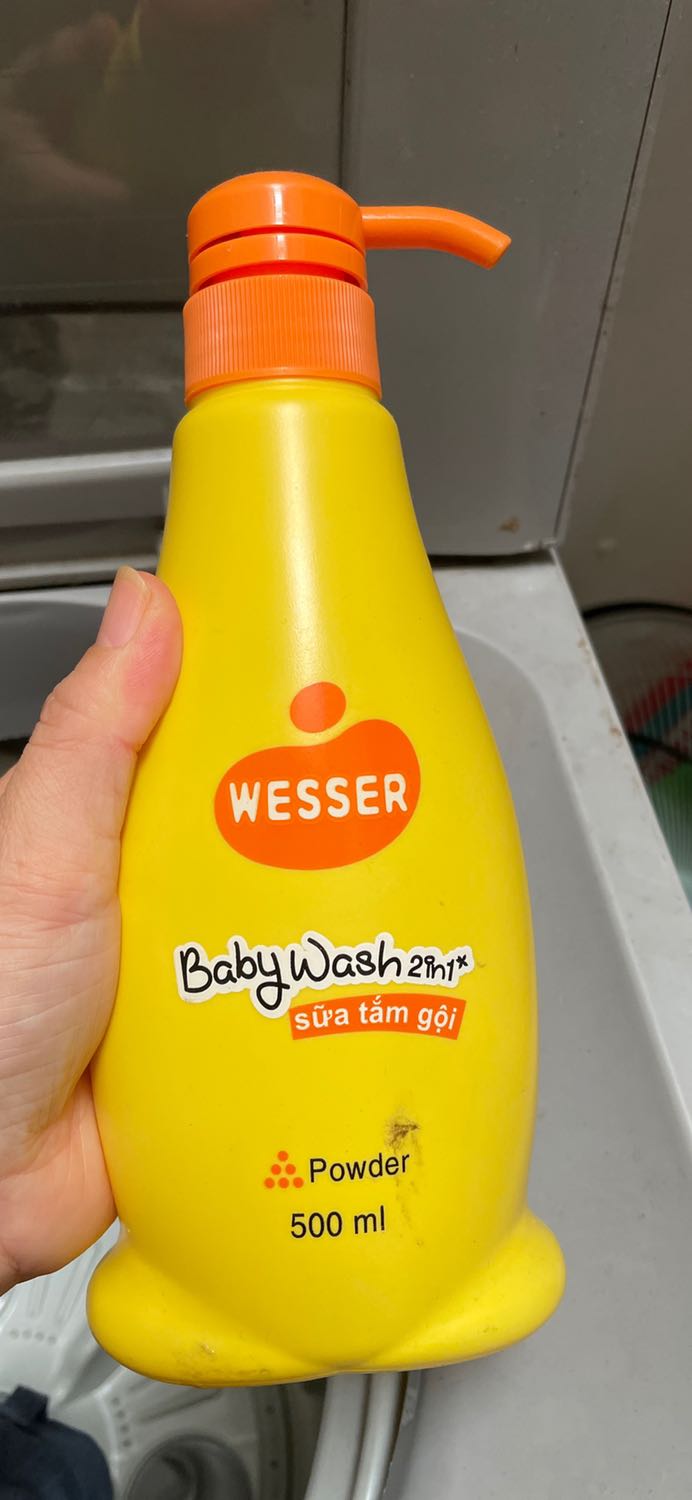 WESSER
Baby Wash 2in1*
sữa tắm gội
Powder
500 ml